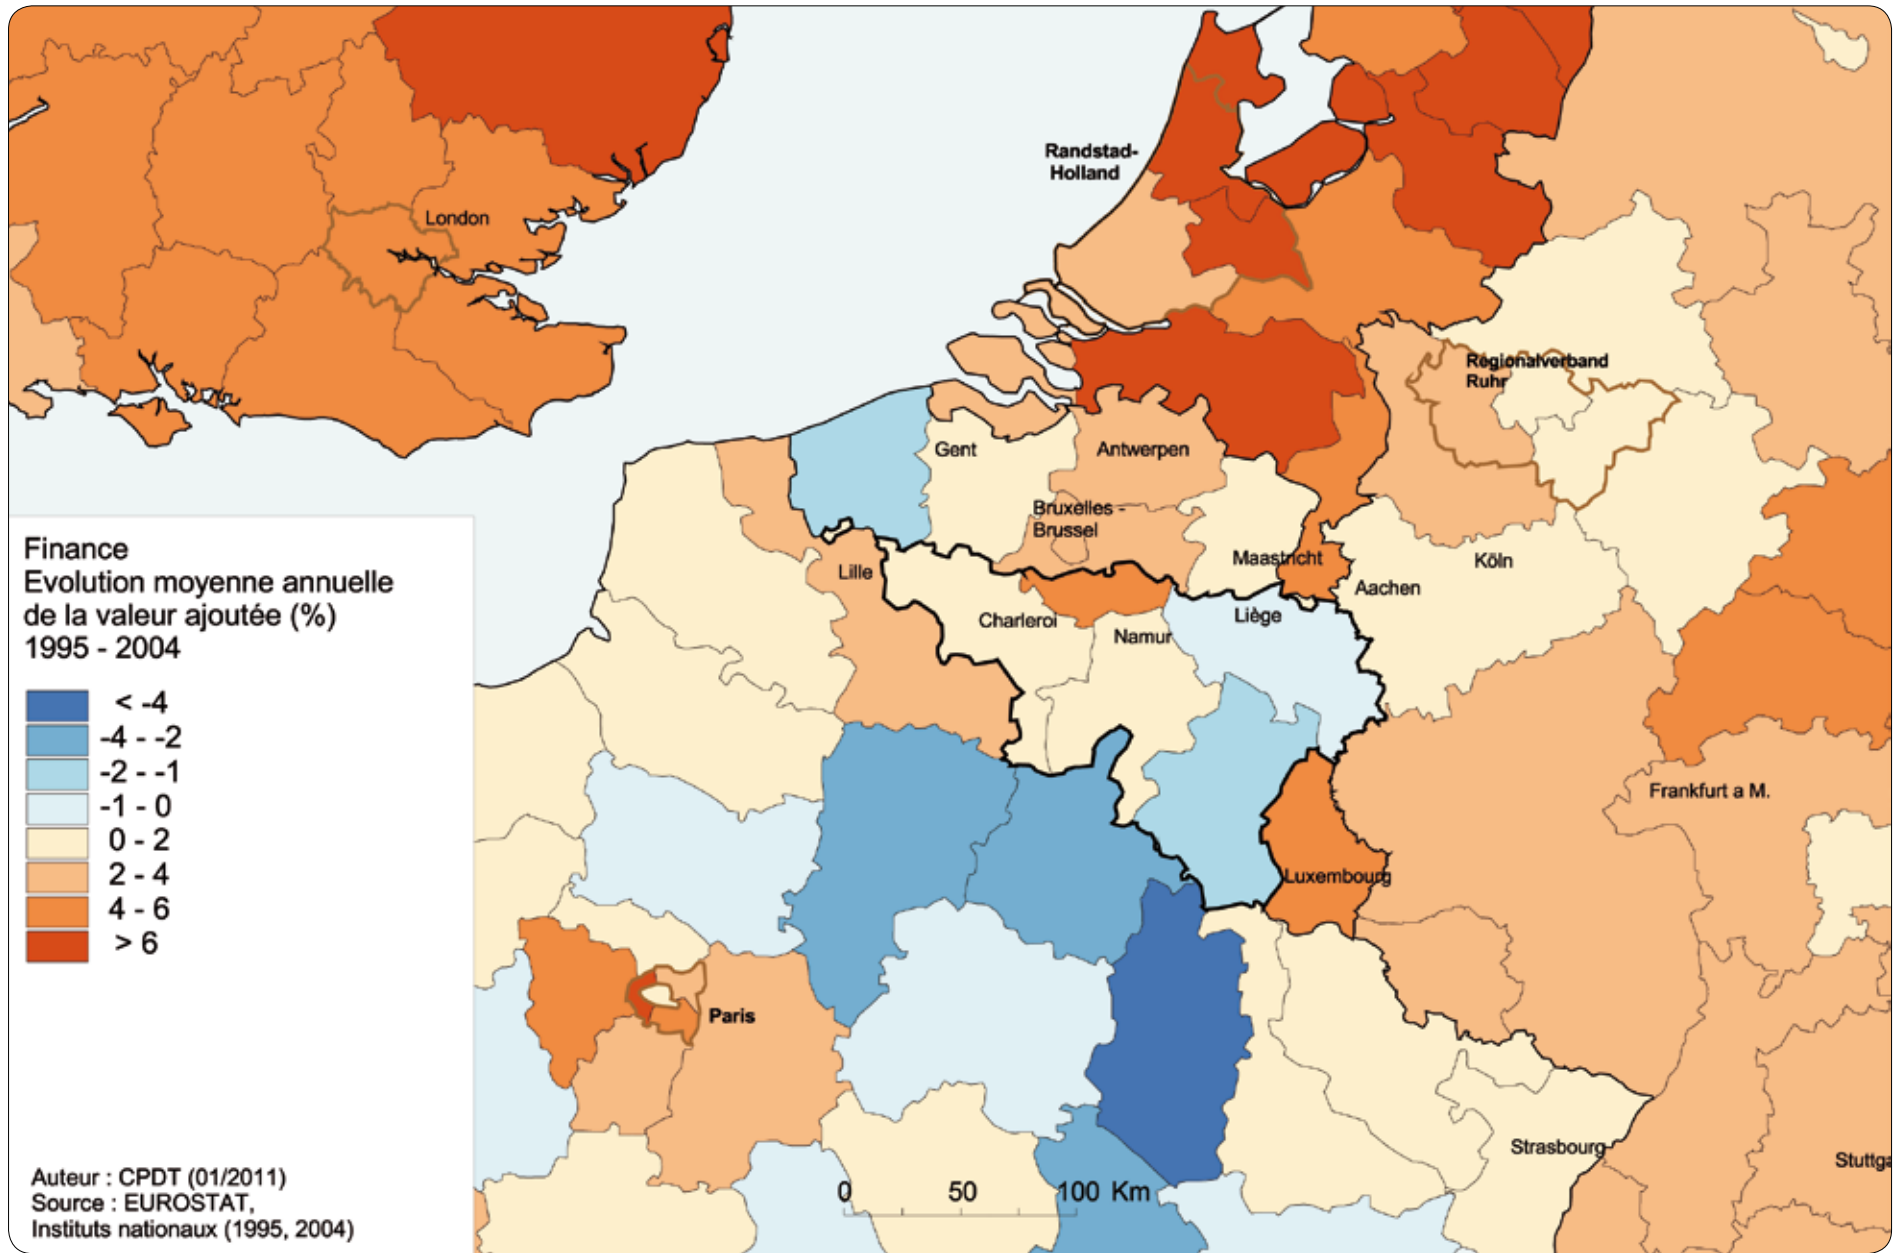 Randstad-
Holland
London
Regionalverband
Ruhr
Gent
Antwerpen
Bruxelles -
Brussel
Maastricht
Köln
Aachen
Lille
Charleroi
Namur
Liège
Finance
Evolution moyenne annuelle
de la valeur ajoutée (%)
1995 - 2004
< -4
-4 - -2
-2 - -1
-1 - 0
0 - 2
2 - 4
4 - 6
> 6
Frankfurt a M.
Luxembourg
Paris
Strasbourg
Stuttga
0 50 100 Km
Auteur : CPDT (01/2011)
Source : EUROSTAT,
Instituts nationaux (1995, 2004)